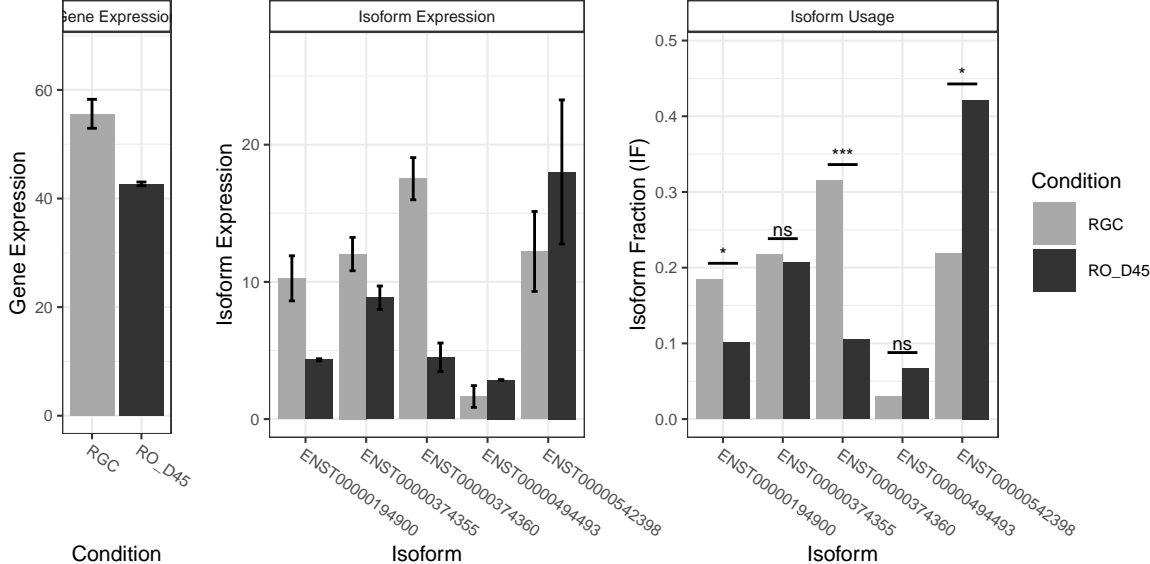 Gene Expression
Isoform Expression
Isoform Usage
Gene Expression
60
40
20
0
RGC
RO_D45
Condition
Isoform Expression
20
10
0
ENST00000194900
ENST00000374355
ENST00000374360
ENST00000494493
ENST00000542398
Isoform
Isoform Fraction (IF)
0.5
0.4
0.3
0.2
0.1
0.0
*
ns
***
ns
*
ENST00000194900
ENST00000374355
ENST00000374360
ENST00000494493
ENST00000542398
Isoform
Condition
RGC
RO_D45